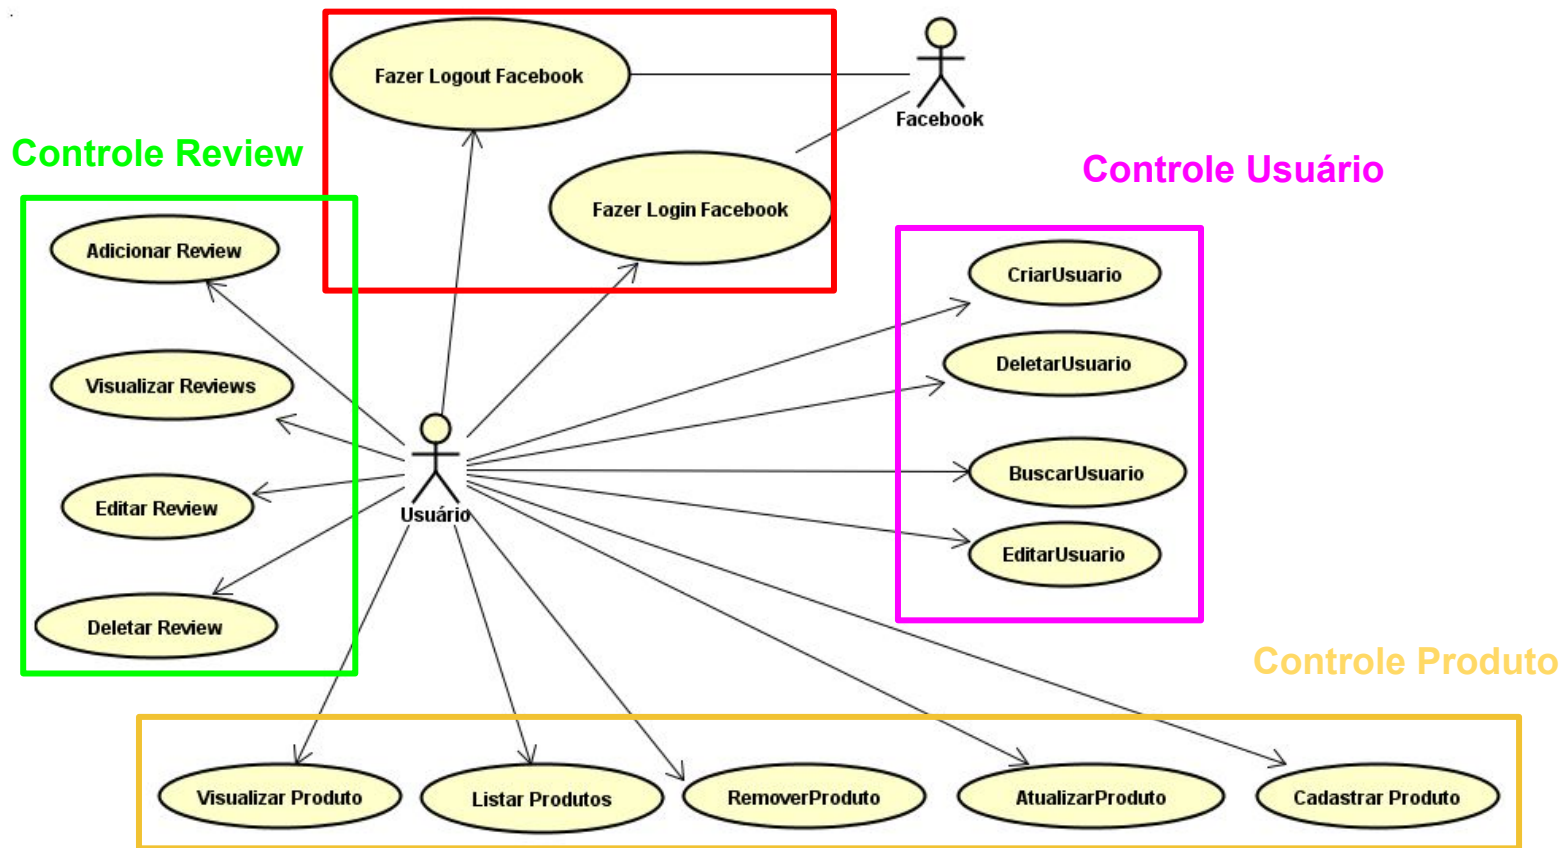 Fazer Logout Facebook
Facebook
Controle Review
Controle Usuário
Fazer Login Facebook
Adicionar Review
CriarUsuario
DeletarUsuario
Visualizar Reviews
BuscarUsuario
Editar Review
Usuário
EditarUsuario
Deletar Review
Controle Produto
Visualizar Produto
Listar Produtos
RemoverProduto
AtualizarProduto
Cadastrar Produto